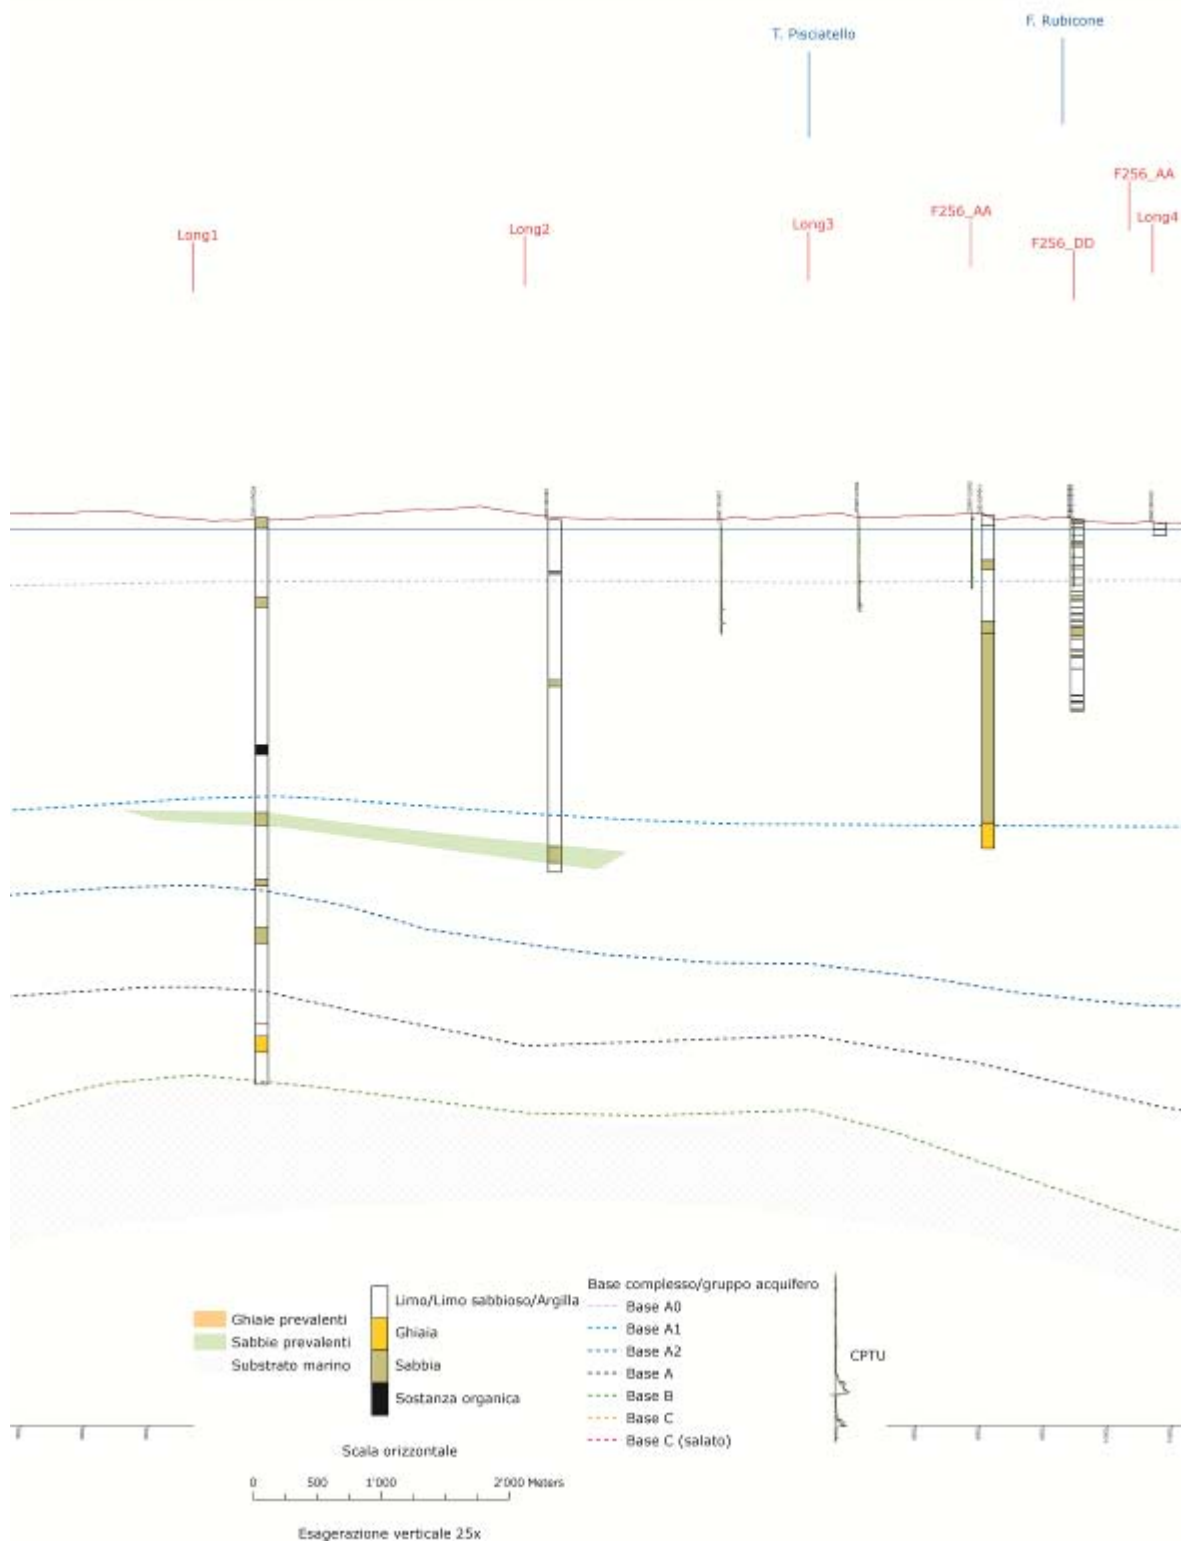 F. Rubicone
T. Pisciatello
F256_AA
F256_AA
Long4
Long3
Long2
Long1
F256_DD
Base complesso/gruppo acquifero
Limo/Limo sabbioso/Argilla
Base A0
Ghiaie prevalenti
Base A1
Ghiaia
Sabbie prevalenti
Base A2
CPTU
Substrato marino
Sabbia
Base A
Base B
Sostanza organica
Base C
Base C (salato)
Scala orizzontale
0 500 1'000 2'000 Meters
Esagerazione verticale 25x